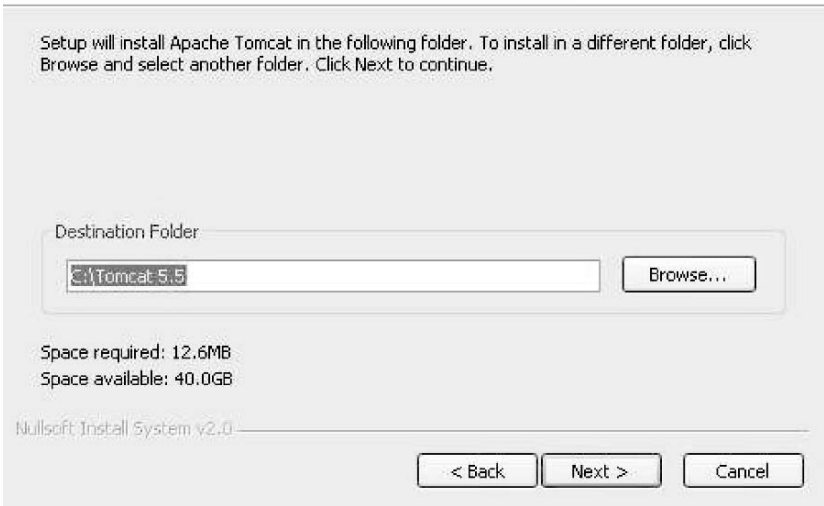 Setup will install Apache Tomcat in the following folder. To install in a different folder, click
Browse and select another folder. Click Next to continue.
Destination Folder
C:\Tomcat 5.5
Browse...
Space required: 12.6MB
Space available: 40.0GB
Nullsoft Install System v2.0
< Back
Next >
Cancel